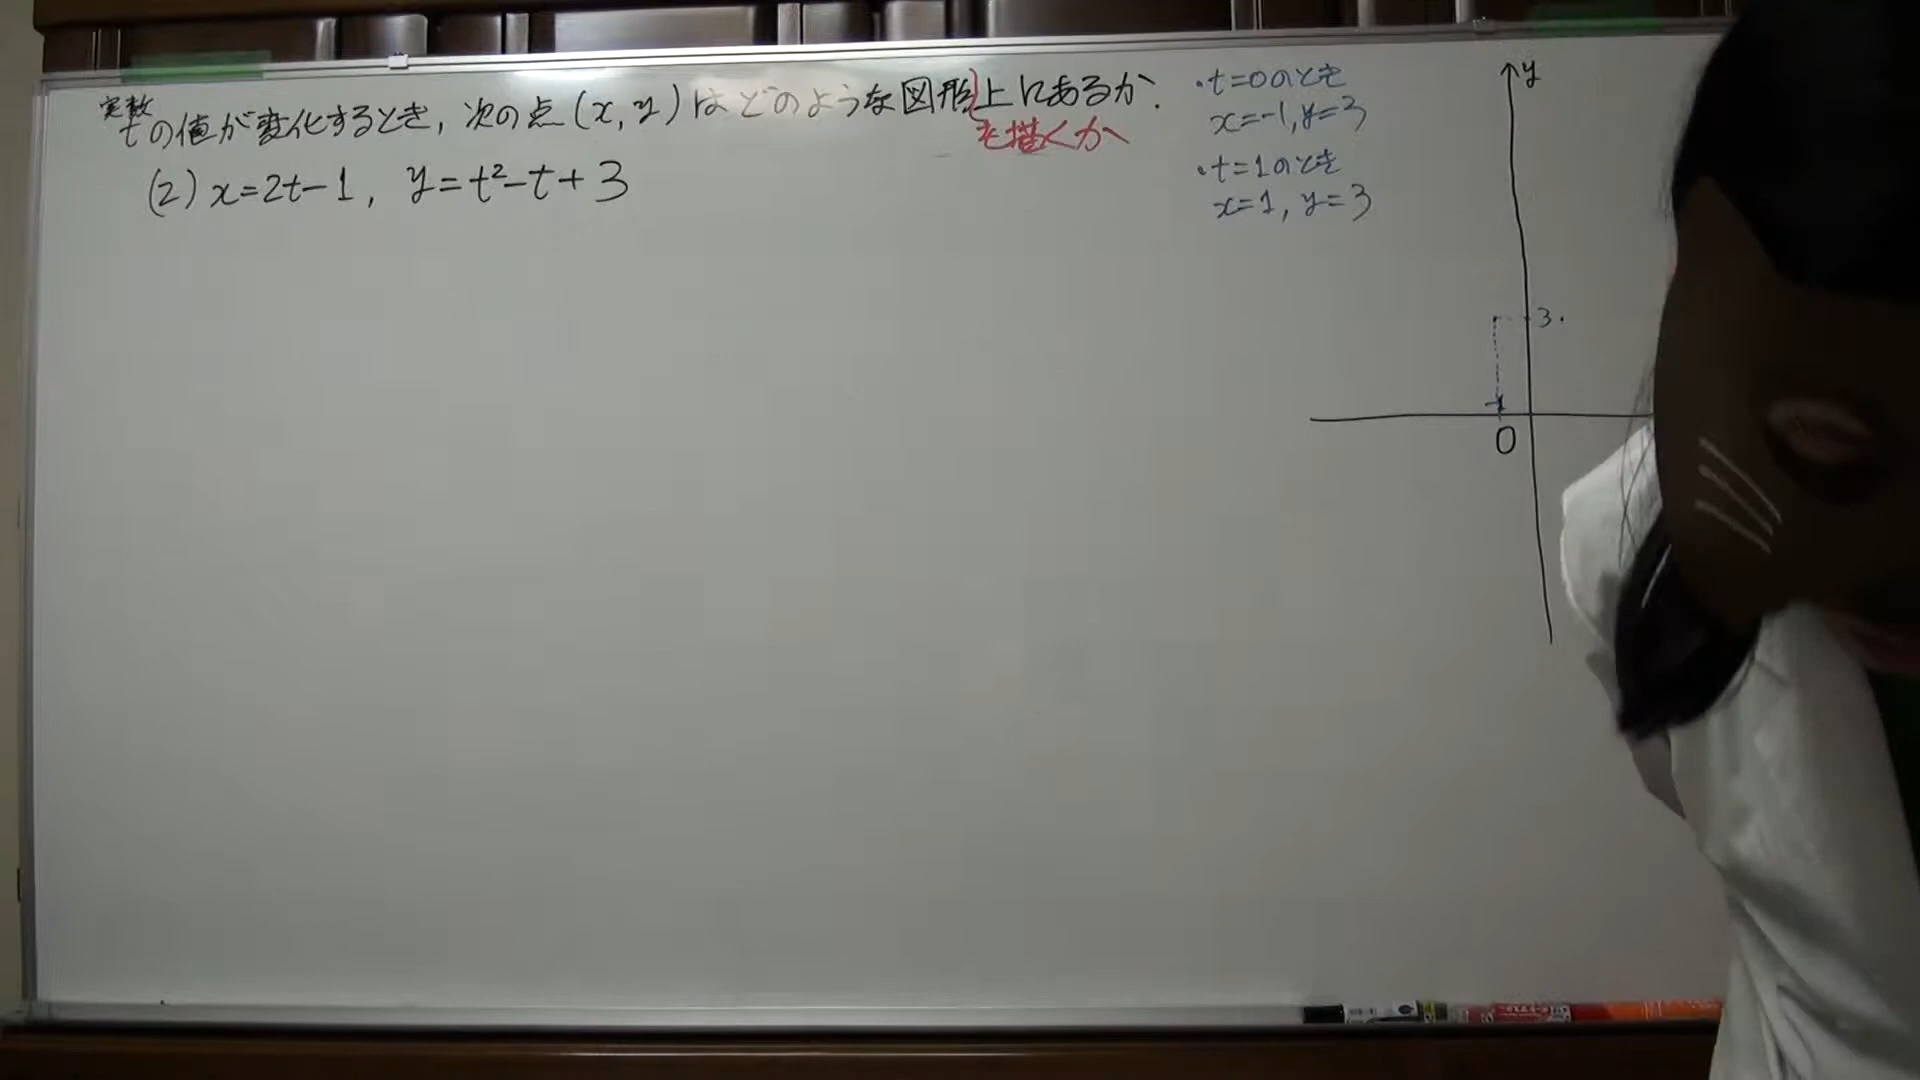 実数
tの値が変化するとき, 次の点(x, y)はどのような図形上にあるか.
を描くか
(2) x=2t-1, y=t²-t+3
・t=0のとき
x=-1, y=3
・t=1のとき
x=1, y=3
y
3
-1
O